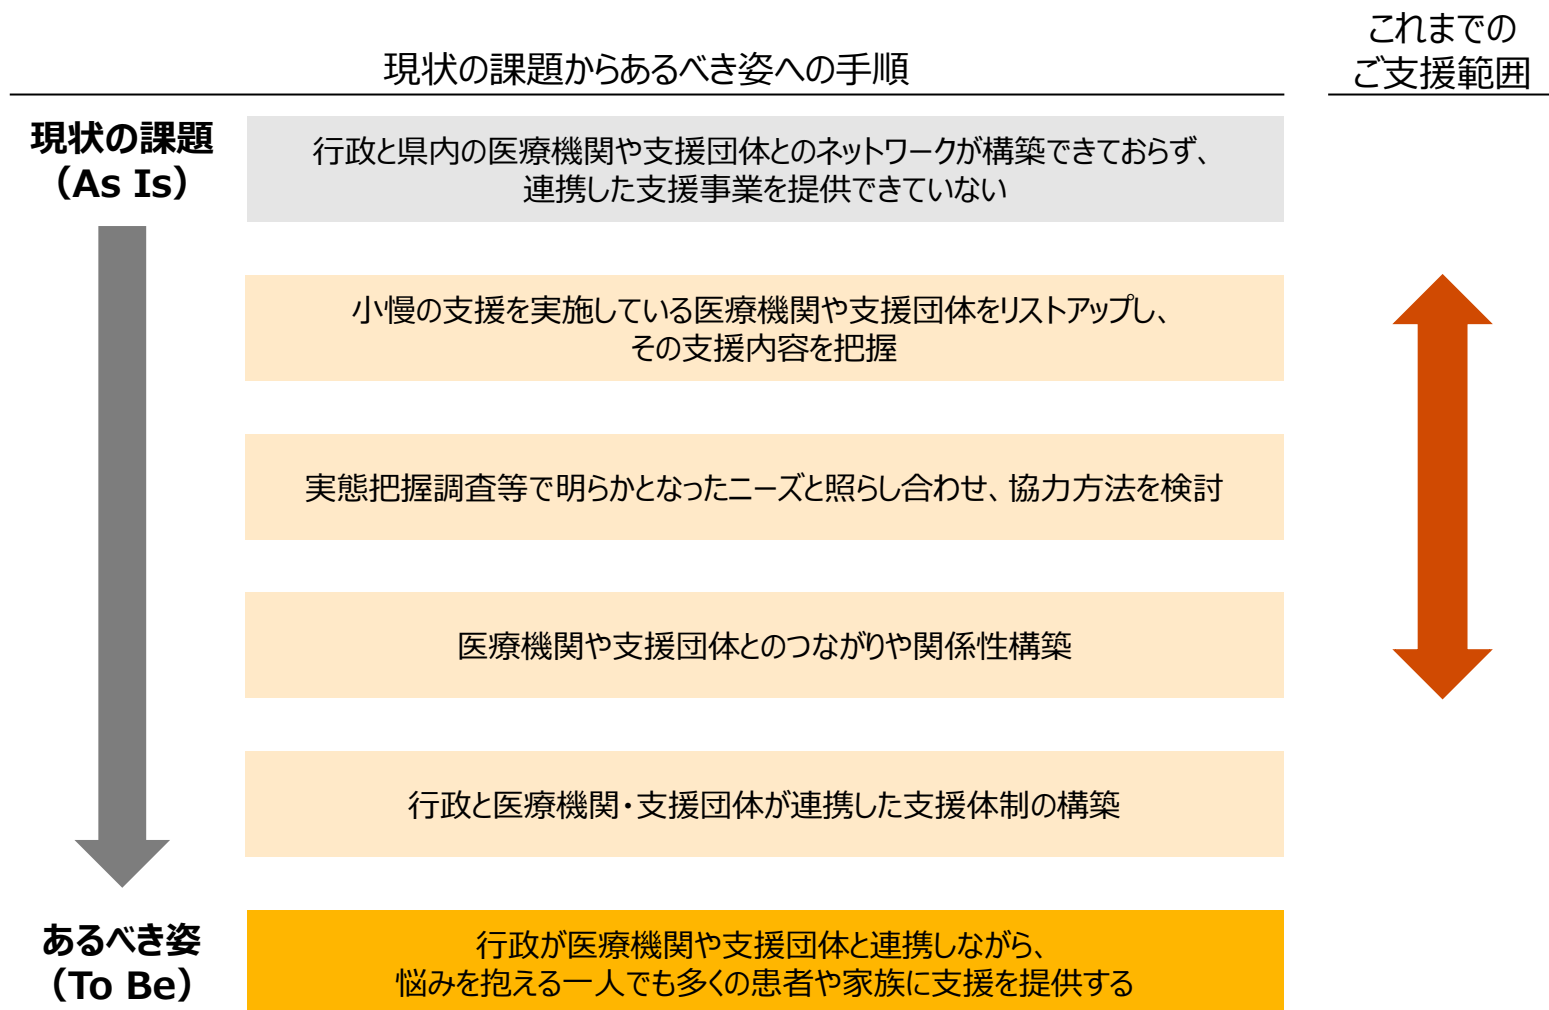 現状の課題からあるべき姿への手順
これまでの
ご支援範囲
現状の課題
（As Is）
行政と県内の医療機関や支援団体とのネットワークが構築できておらず、
連携した支援事業を提供できていない
小慢の支援を実施している医療機関や支援団体をリストアップし、
その支援内容を把握
実態把握調査等で明らかとなったニーズと照らし合わせ、協力方法を検討
医療機関や支援団体とのつながりや関係性構築
行政と医療機関・支援団体が連携した支援体制の構築
あるべき姿
（To Be）
行政が医療機関や支援団体と連携しながら、
悩みを抱える一人でも多くの患者や家族に支援を提供する